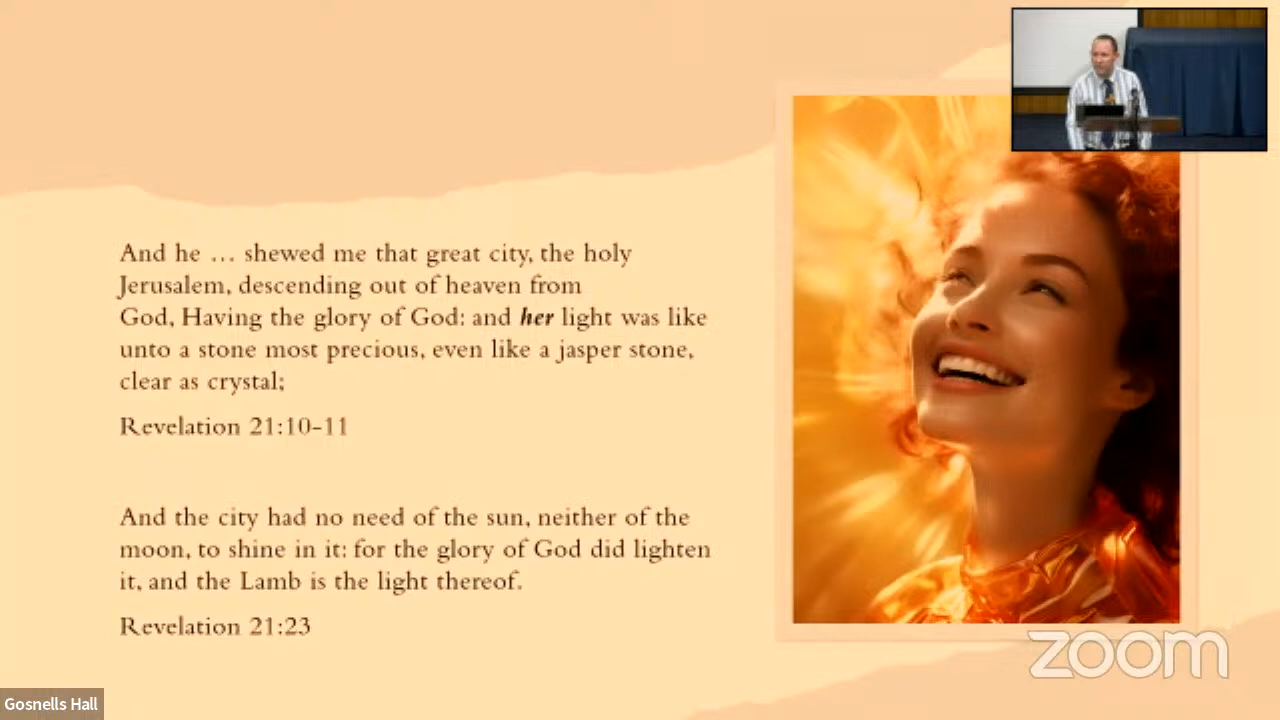 And he … shewed me that great city, the holy
Jerusalem, descending out of heaven from
God, Having the glory of God: and her light was like
unto a stone most precious, even like a jasper stone,
clear as crystal;
Revelation 21:10-11
And the city had no need of the sun, neither of the
moon, to shine in it: for the glory of God did lighten
it, and the Lamb is the light thereof.
Revelation 21:23
zoom
Gosnells Hall